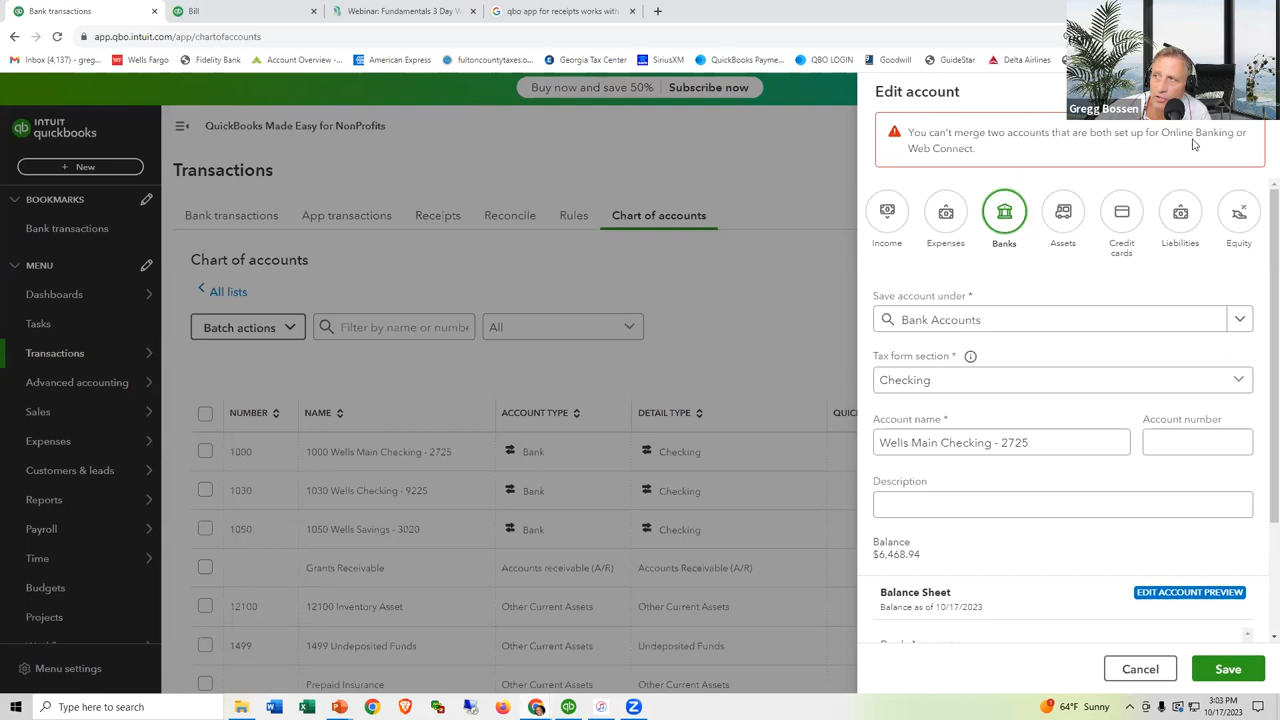 Bank transactions
Bill
Webinar: Fundamentals 3 Day W
qbo app for receipts works with
app.qbo.intuit.com/app/chartofaccounts
Inbox (4,137) - greg...
Wells Fargo
Fidelity Bank
Account Overview -...
American Express
fultoncountytaxes.o...
Georgia Tax Center
SiriusXM
QuickBooks Payme...
QBO LOGIN
Goodwill
GuideStar
Delta Airlines
Gregg Bossen
Buy now and save 50%
Subscribe now
INTUIT
quickbooks
QuickBooks Made Easy for NonProfits
+ New
BOOKMARKS
Bank transactions
MENU
Dashboards
Tasks
Transactions
Advanced accounting
Sales
Expenses
Customers & leads
Reports
Payroll
Time
Budgets
Projects
Menu settings
Transactions
Bank transactions
App transactions
Receipts
Reconcile
Rules
Chart of accounts
Chart of accounts
All lists
Batch actions
Filter by name or numbe
All
NUMBER
NAME
ACCOUNT TYPE
DETAIL TYPE
QUIC
1000
1000 Wells Main Checking - 2725
Bank
Checking
1030
1030 Wells Checking - 9225
Bank
Checking
1050
1050 Wells Savings - 3020
Bank
Checking
Grants Receivable
Accounts receivable (A/R)
Accounts Receivable (A/R)
12100
12100 Inventory Asset
Other Current Assets
Other Current Assets
1499
1499 Undeposited Funds
Other Current Assets
Undeposited Funds
Prepaid Insurance
Other Current Assets
Other Current Assets
Edit account
You can't merge two accounts that are both set up for Online Banking or
Web Connect.
Income
Expenses
Banks
Assets
Credit
cards
Liabilities
Equity
Save account under *
Bank Accounts
Tax form section *
Checking
Account name *
Account number
Wells Main Checking - 2725
Description
Balance
$6,468.94
Balance Sheet
EDIT ACCOUNT PREVIEW
Balance as of 10/17/2023
Cancel
Save
Type here to search
64°F Sunny
3:03 PM
10/17/2023